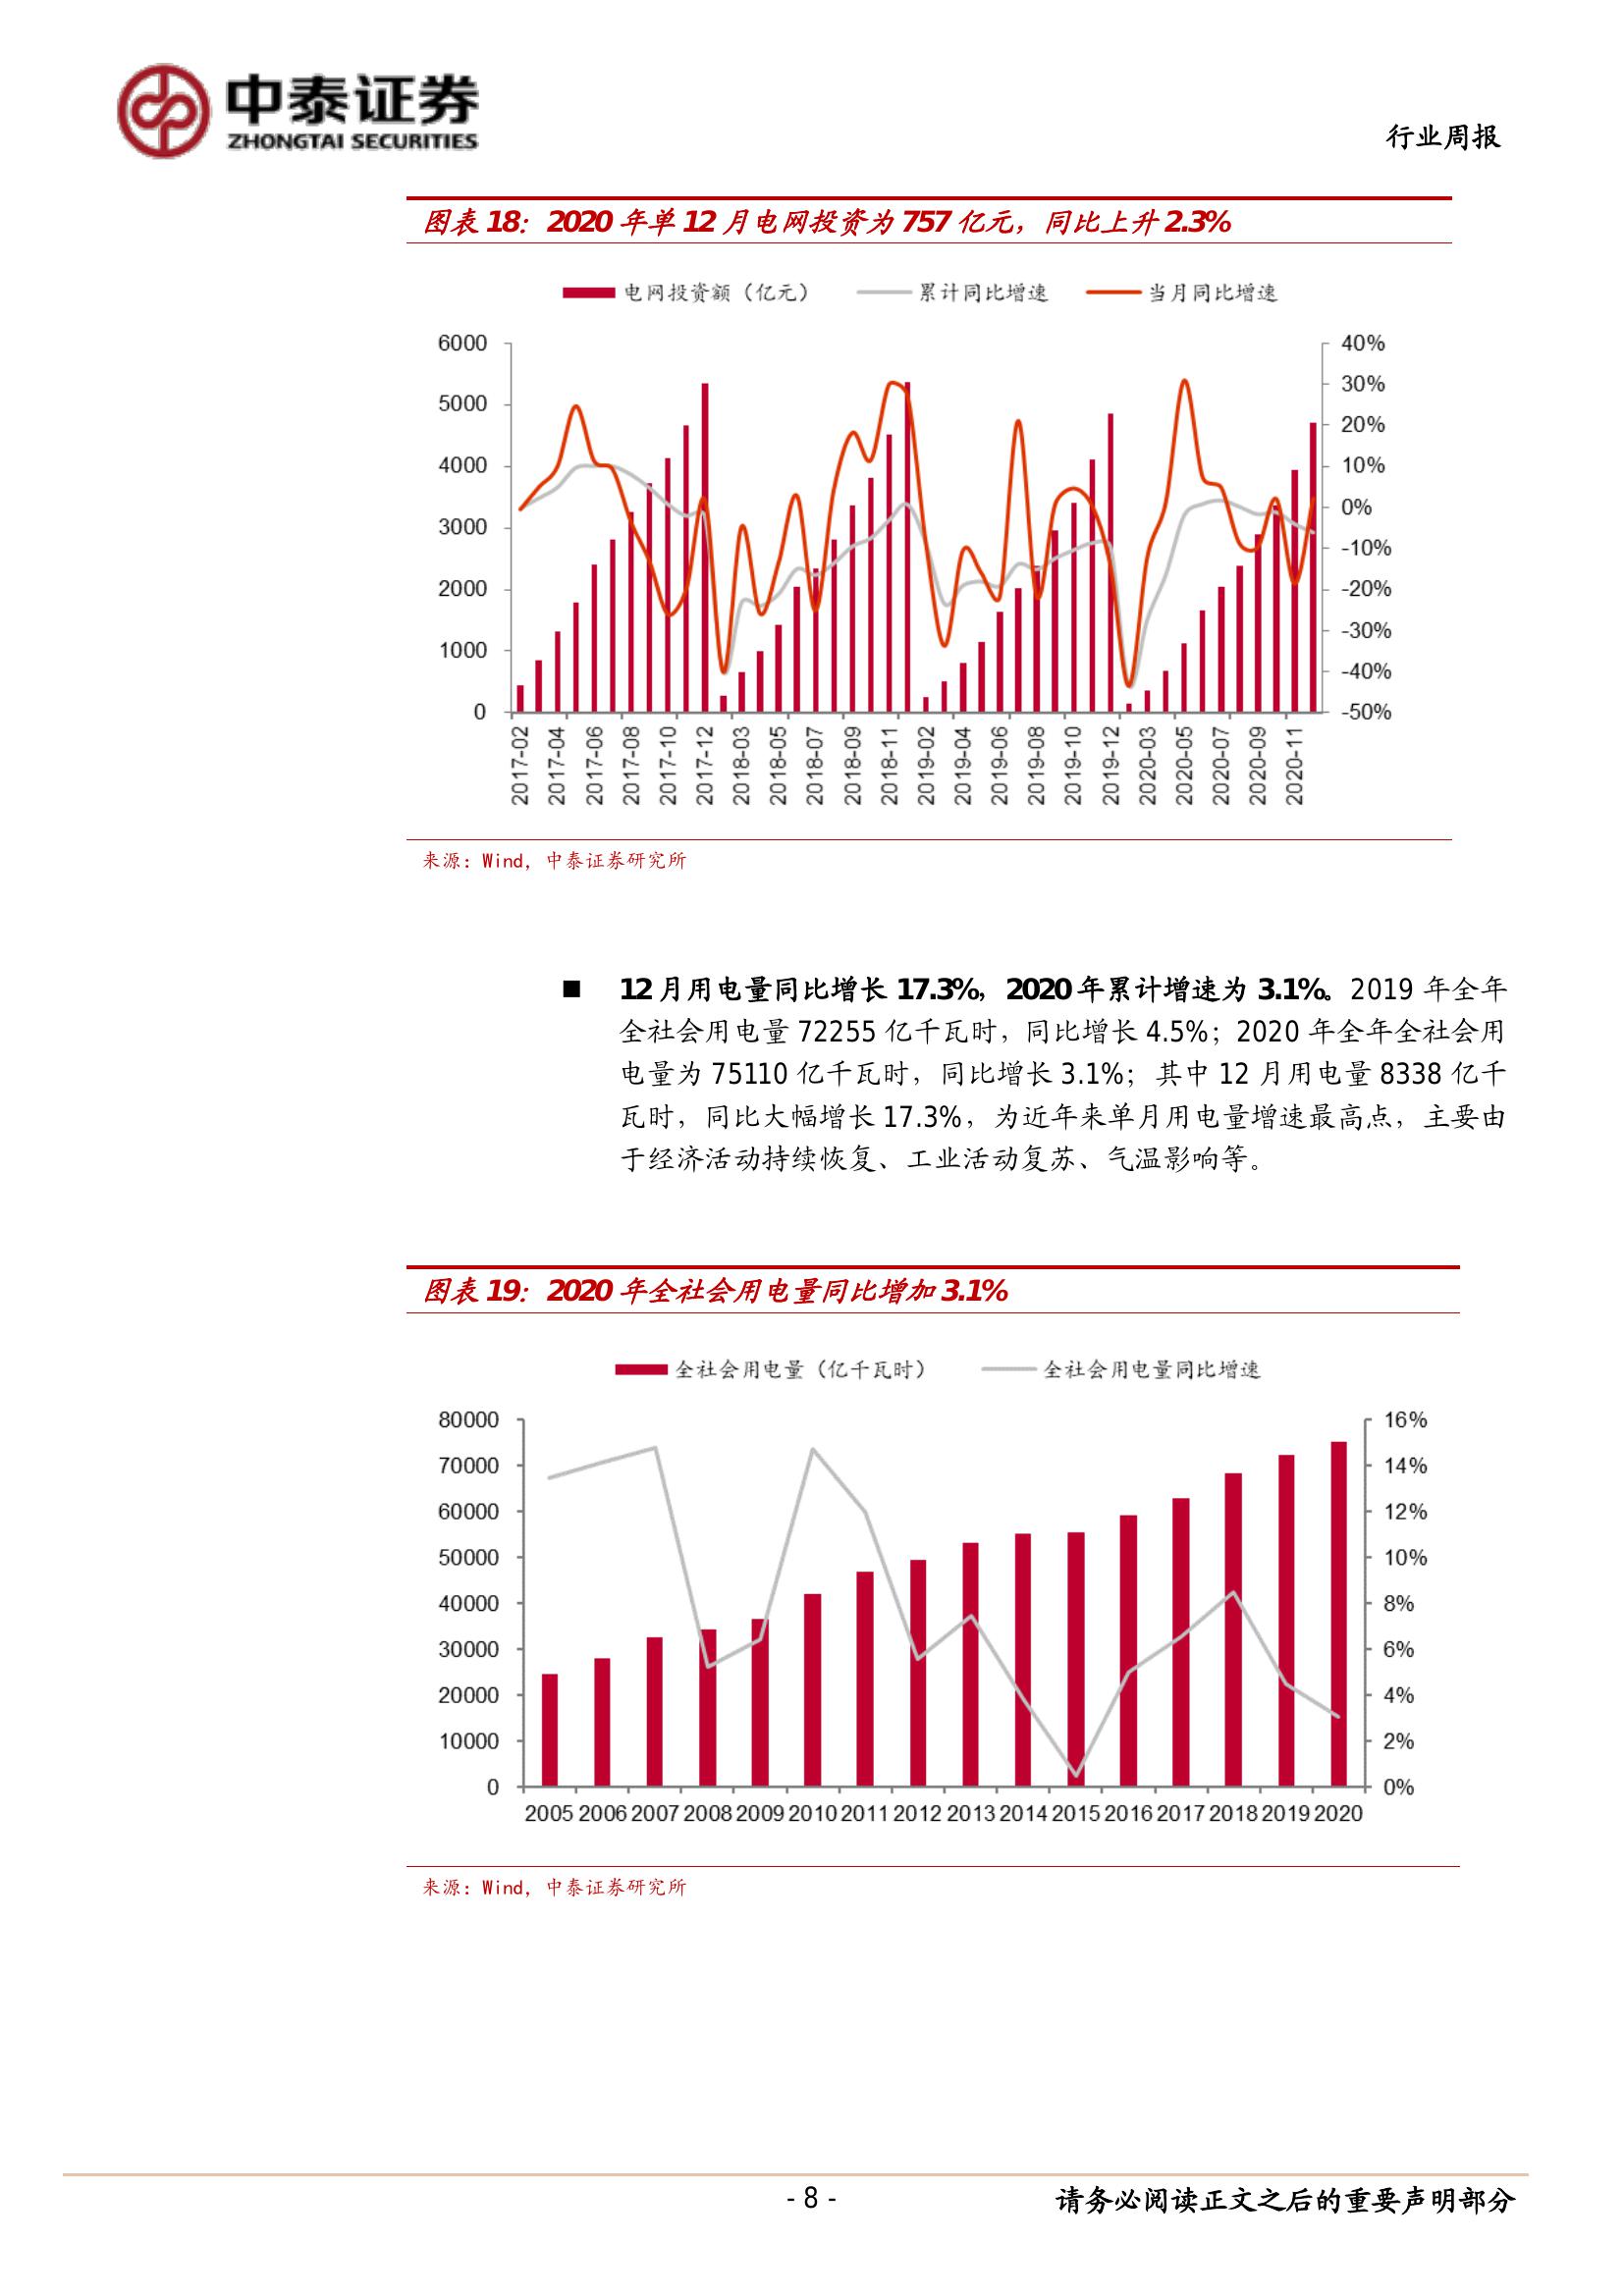 中泰证券
ZHONGTAI SECURITIES
行业周报
图表 18：2020 年单 12 月电网投资为 757 亿元，同比上升 2.3%
电网投资额（亿元） 累计同比增速 当月同比增速
6000 40%
30%
5000
20%
4000 10%
0%
3000
-10%
2000 -20%
-30%
1000
-40%
0 -50%
2017-02 2017-04 2017-06 2017-08 2017-10 2017-12 2018-03 2018-05 2018-07 2018-09 2018-11 2019-02 2019-04 2019-06 2019-08 2019-10 2019-12 2020-03 2020-05 2020-07 2020-09 2020-11
来源：Wind，中泰证券研究所
■ 12 月用电量同比增长 17.3%，2020 年累计增速为 3.1%。2019 年全年
全社会用电量 72255 亿千瓦时，同比增长 4.5%；2020 年全年全社会用
电量为 75110 亿千瓦时，同比增长 3.1%；其中 12 月用电量 8338 亿千
瓦时，同比大幅增长 17.3%，为近年来单月用电量增速最高点，主要由
于经济活动持续恢复、工业活动复苏、气温影响等。
图表 19：2020 年全社会用电量同比增加 3.1%
全社会用电量（亿千瓦时） 全社会用电量同比增速
80000 16%
70000 14%
60000 12%
50000 10%
40000 8%
30000 6%
20000 4%
10000 2%
0 0%
2005 2006 2007 2008 2009 2010 2011 2012 2013 2014 2015 2016 2017 2018 2019 2020
来源：Wind，中泰证券研究所
- 8 -
请务必阅读正文之后的重要声明部分